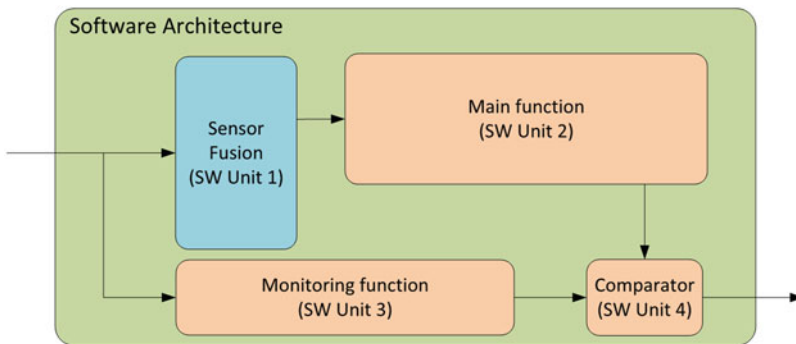 Software Architecture
Sensor
Fusion
(SW Unit 1)
Main function
(SW Unit 2)
Monitoring function
(SW Unit 3)
Comparator
(SW Unit 4)